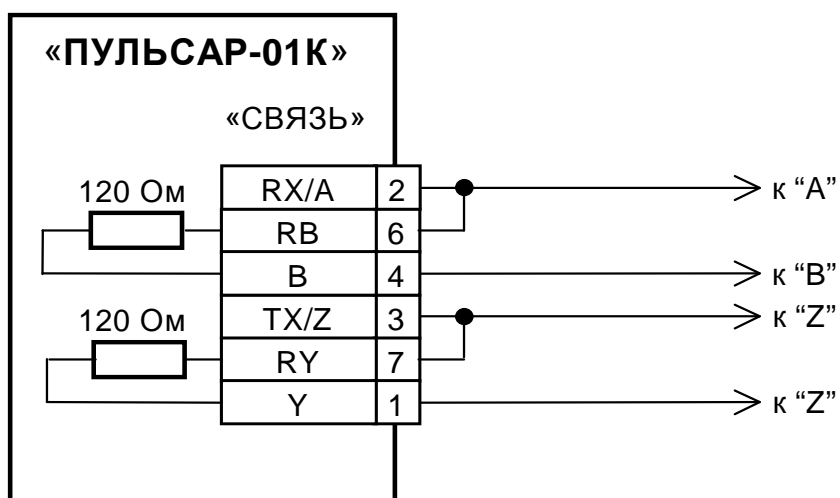 «ПУЛЬСАР-01К»
«СВЯЗЬ»
120 Ом
RX/A 2 к “A”
RB 6
B 4 к “B”
120 Ом
TX/Z 3 к “Z”
RY 7
Y 1 к “Z”